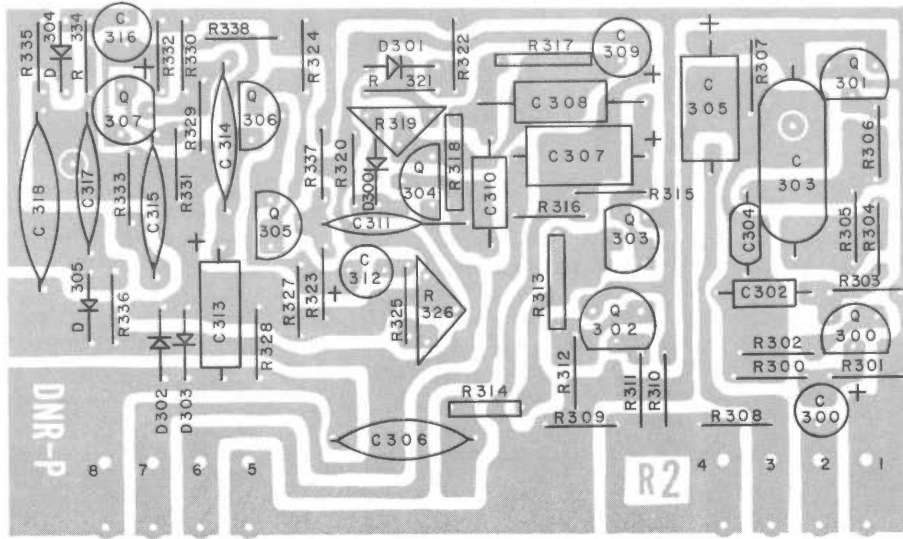 R335
D 304
R 334
C 316
R332
R330
R338
R324
D301
R 321
R322
R317
C 309
C 308
C 305
R307
Q 301
Q 307
R329
C 314
Q 306
R337
R320
R319
D300
Q 304
R318
C 310
C 307
C 303
R306
C 318
C317
R333
C315
R331
Q 305
C311
R316
R315
Q 303
C304
R305
R304
D 305
R336
C313
R327
R323
C 312
R325
R 326
R313
Q 302
C302
R303
D302
D303
R328
R312
R311
R310
R302
R300
Q 300
R301
DNR-P
C306
R314
R309
R308
C 300
8 7 6 5 R2 4 3 2 1